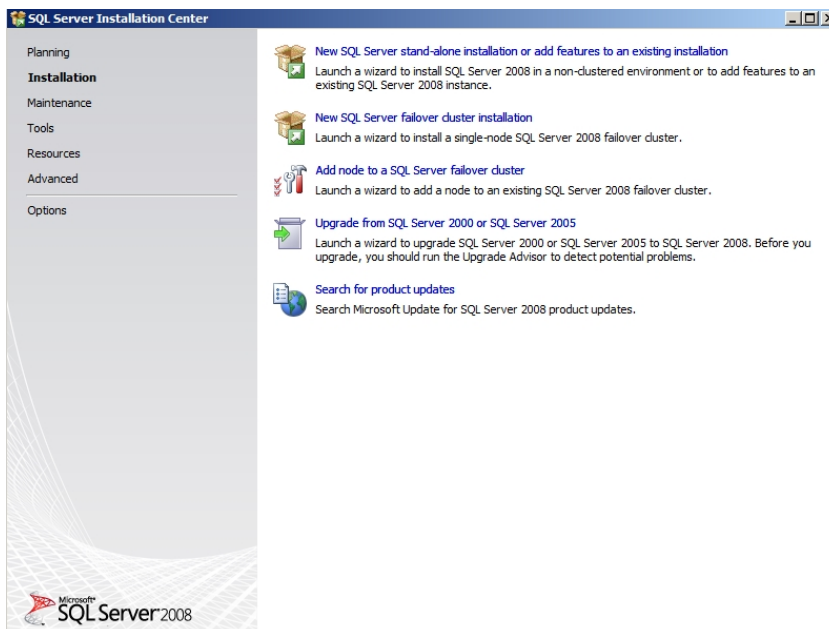 SQL Server Installation Center
Planning
Installation
Maintenance
Tools
Resources
Advanced
Options
New SQL Server stand-alone installation or add features to an existing installation
Launch a wizard to install SQL Server 2008 in a non-clustered environment or to add features to an
existing SQL Server 2008 instance.
New SQL Server failover cluster installation
Launch a wizard to install a single-node SQL Server 2008 failover cluster.
Add node to a SQL Server failover cluster
Launch a wizard to add a node to an existing SQL Server 2008 failover cluster.
Upgrade from SQL Server 2000 or SQL Server 2005
Launch a wizard to upgrade SQL Server 2000 or SQL Server 2005 to SQL Server 2008. Before you
upgrade, you should run the Upgrade Advisor to detect potential problems.
Search for product updates
Search Microsoft Update for SQL Server 2008 product updates.
Microsoft
SQL Server 2008